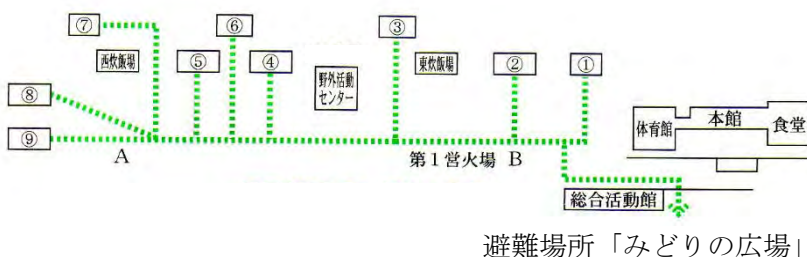 ⑦
⑥
③
西炊飯場
⑤
④
野外活動
センター
東炊飯場
②
①
⑧
⑨
A
第1営火場 B
体育館
本館
食堂
総合活動館
避難場所「みどりの広場」